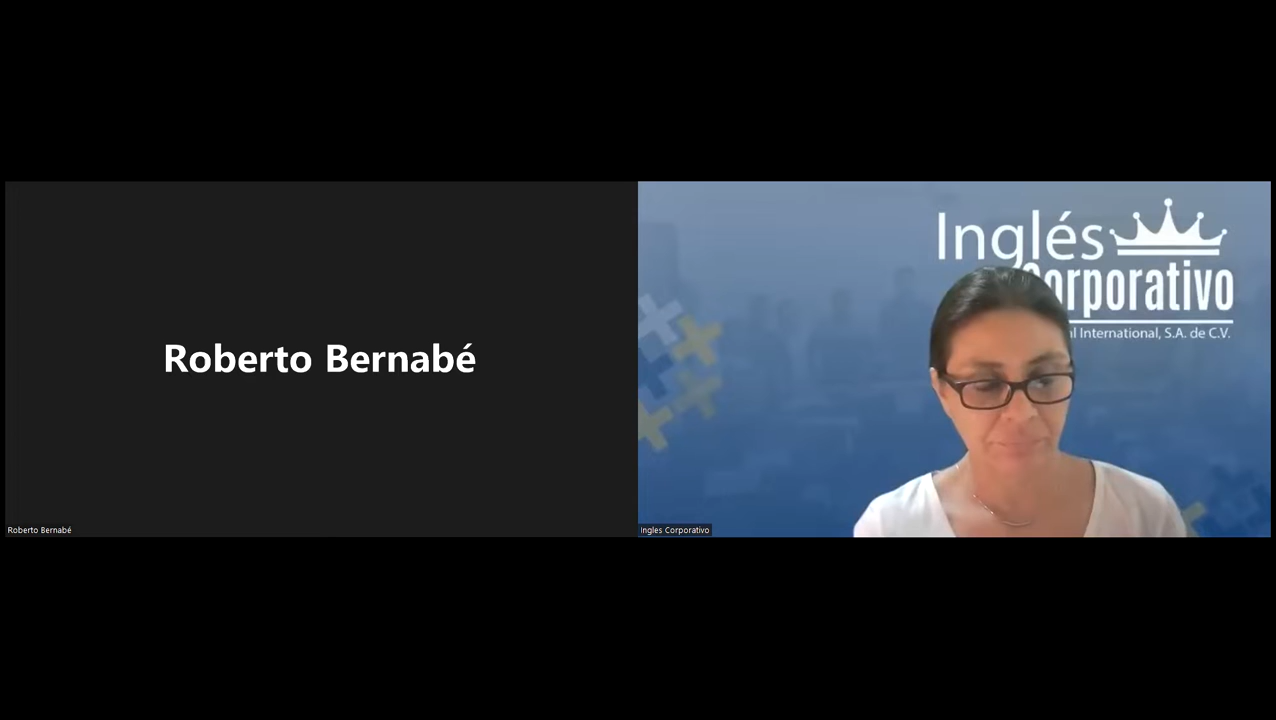 Roberto Bernabé
Roberto Bernabé
Inglés
Corporativo
International, S.A. de C.V.
Ingles Corporativo